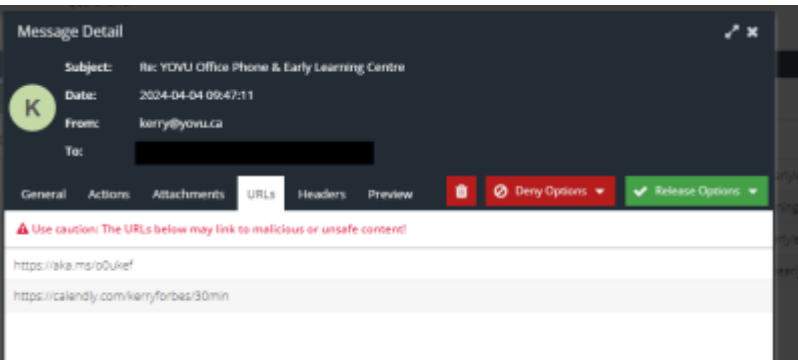 Message Detail
Subject: Re: YOVU Office Phone & Early Learning Centre
Date: 2024-04-04 09:47:11
K
From: kerry@yovu.ca
To:
General Actions Attachments URLs Headers Preview Deny Options Release Options
Use caution: The URLs below may link to malicious or unsafe content!
https://aka.ms/o0ukef
https://calendly.com/kerryforbes/30min